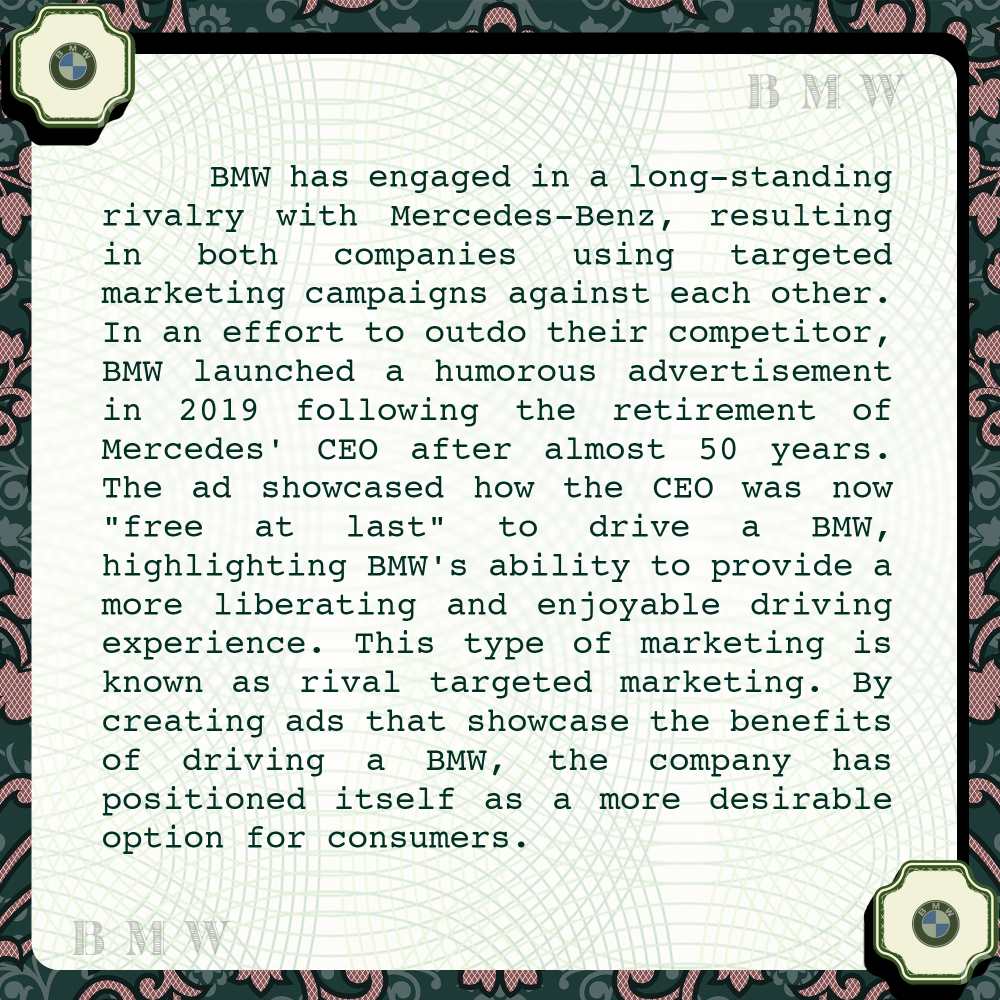 BMW
B M W
BMW has engaged in a long-standing
rivalry with Mercedes-Benz, resulting
in both companies using targeted
marketing campaigns against each other.
In an effort to outdo their competitor,
BMW launched a humorous advertisement
in 2019 following the retirement of
Mercedes' CEO after almost 50 years.
The ad showcased how the CEO was now
"free at last" to drive a BMW,
highlighting BMW's ability to provide a
more liberating and enjoyable driving
experience. This type of marketing is
known as rival targeted marketing. By
creating ads that showcase the benefits
of driving a BMW, the company has
positioned itself as a more desirable
option for consumers.
B M W
BMW